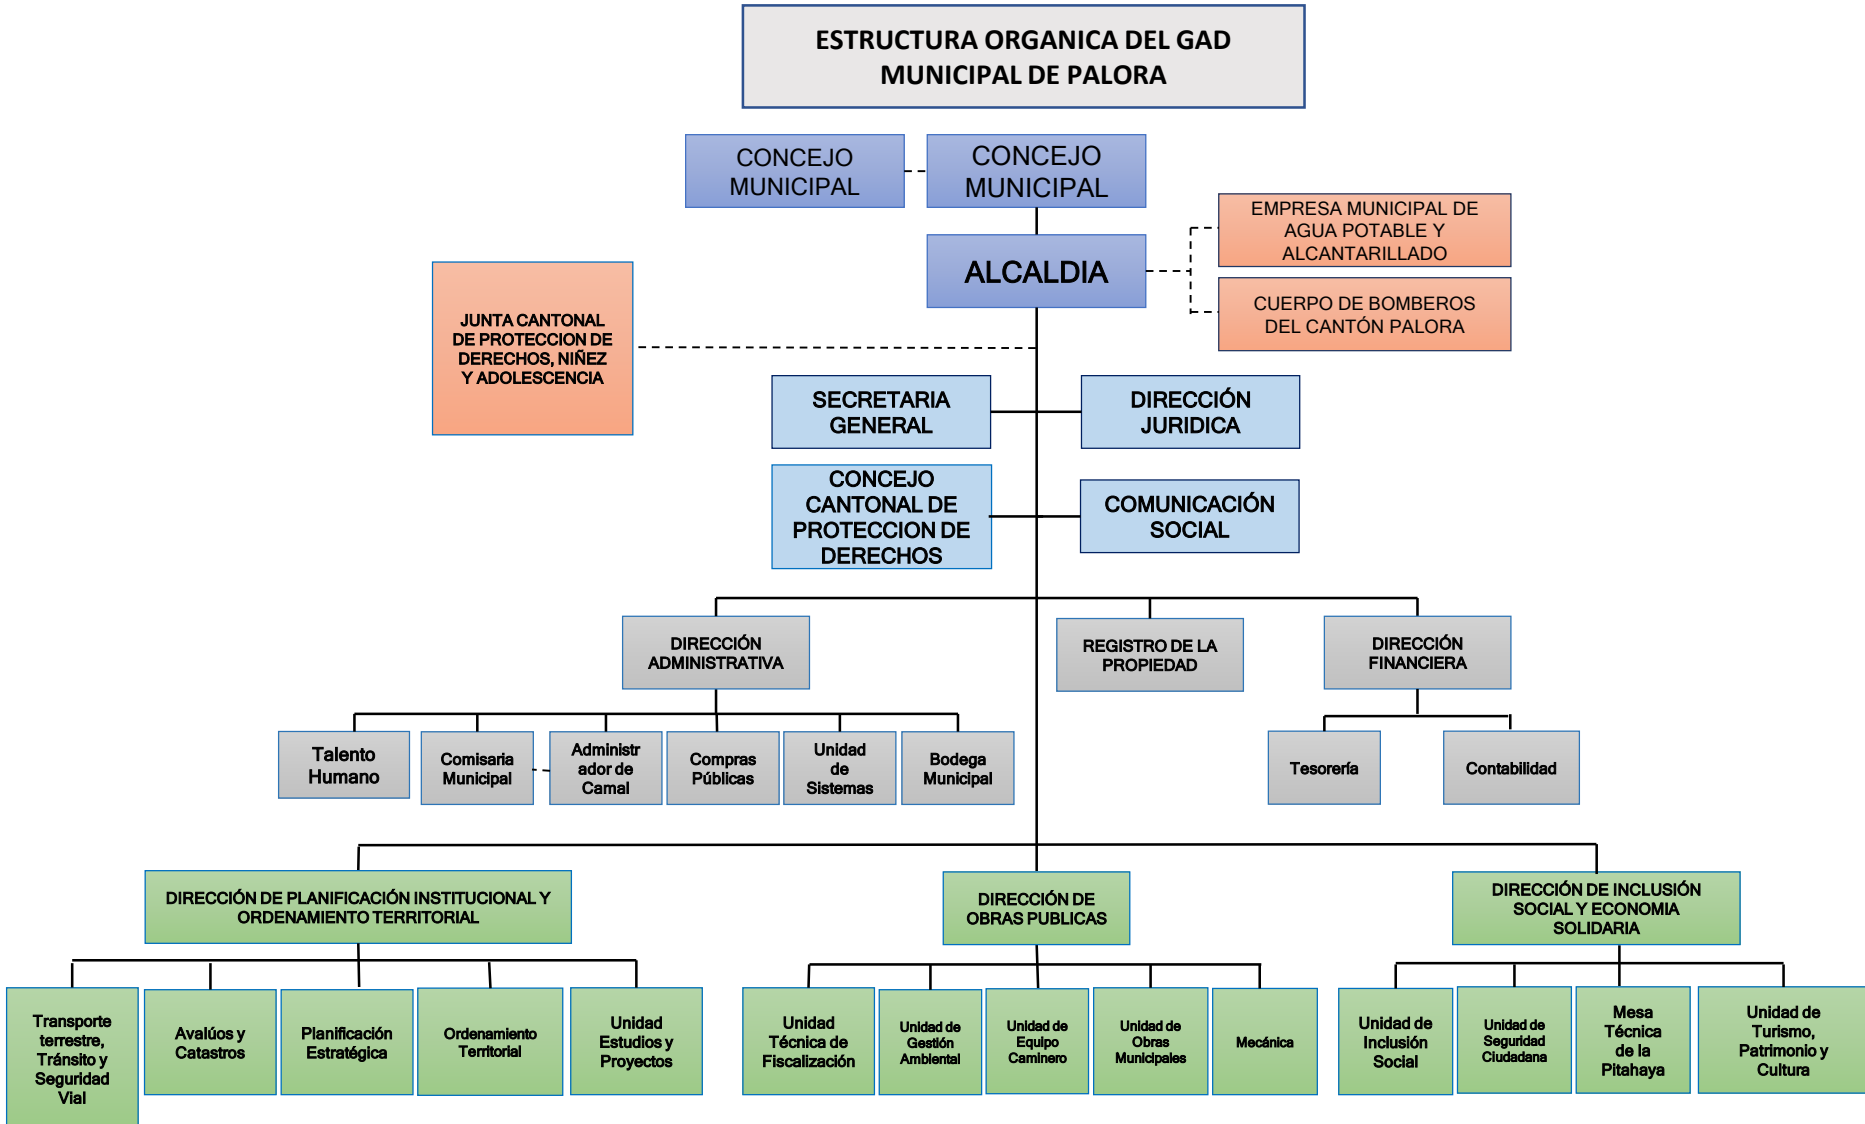 ESTRUCTURA ORGANICA DEL GAD
MUNICIPAL DE PALORA
CONCEJO
MUNICIPAL
CONCEJO
MUNICIPAL
EMPRESA MUNICIPAL DE
AGUA POTABLE Y
ALCANTARILLADO
ALCALDIA
CUERPO DE BOMBEROS
DEL CANTÓN PALORA
JUNTA CANTONAL
DE PROTECCION DE
DERECHOS, NIÑEZ
Y ADOLESCENCIA
SECRETARIA
GENERAL
DIRECCIÓN
JURIDICA
CONCEJO
CANTONAL DE
PROTECCION DE
DERECHOS
COMUNICACIÓN
SOCIAL
DIRECCIÓN
ADMINISTRATIVA
REGISTRO DE LA
PROPIEDAD
DIRECCIÓN
FINANCIERA
Talento
Humano
Comisaria
Municipal
Administr
ador de
Camal
Compras
Públicas
Unidad
de
Sistemas
Bodega
Municipal
Tesorería
Contabilidad
DIRECCIÓN DE PLANIFICACIÓN INSTITUCIONAL Y
ORDENAMIENTO TERRITORIAL
DIRECCIÓN DE
OBRAS PUBLICAS
DIRECCIÓN DE INCLUSIÓN
SOCIAL Y ECONOMIA
SOLIDARIA
Transporte
terrestre,
Tránsito y
Seguridad
Vial
Avalúos y
Catastros
Planificación
Estratégica
Ordenamiento
Territorial
Unidad
Estudios y
Proyectos
Unidad
Técnica de
Fiscalización
Unidad de
Gestión
Ambiental
Unidad de
Equipo
Caminero
Unidad de
Obras
Municipales
Mecánica
Unidad de
Inclusión
Social
Unidad de
Seguridad
Ciudadana
Mesa
Técnica
de la
Pitahaya
Unidad de
Turismo,
Patrimonio y
Cultura